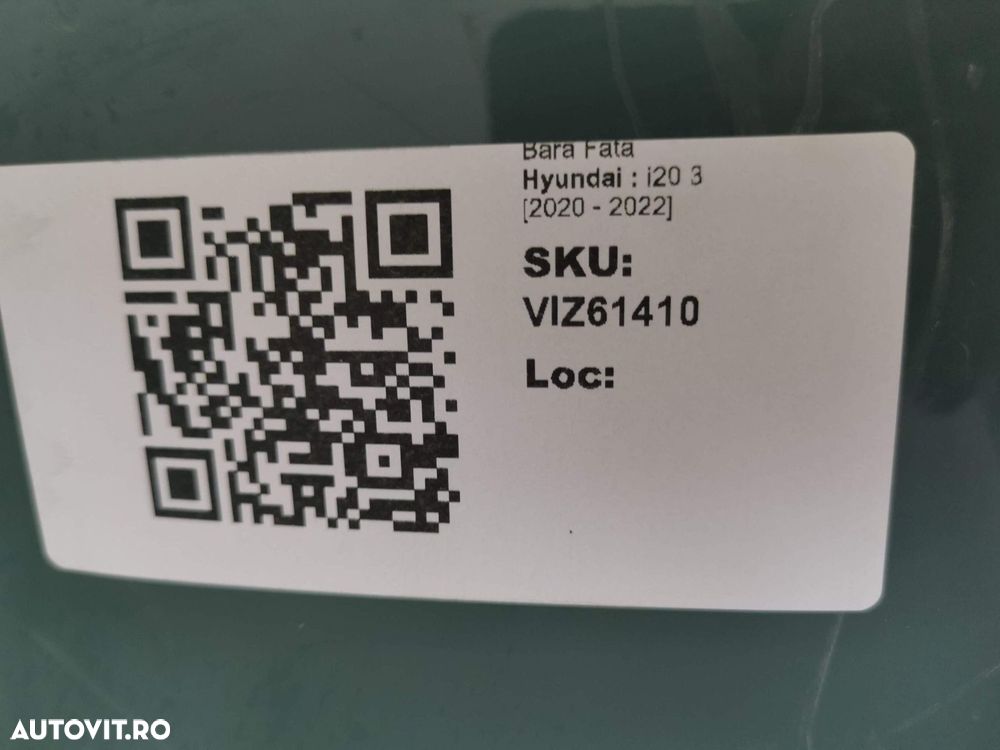 Bara Fata
Hyundai : i20 3
[2020 - 2022]
SKU:
VIZ61410
Loc:
AUTOVIT.RO